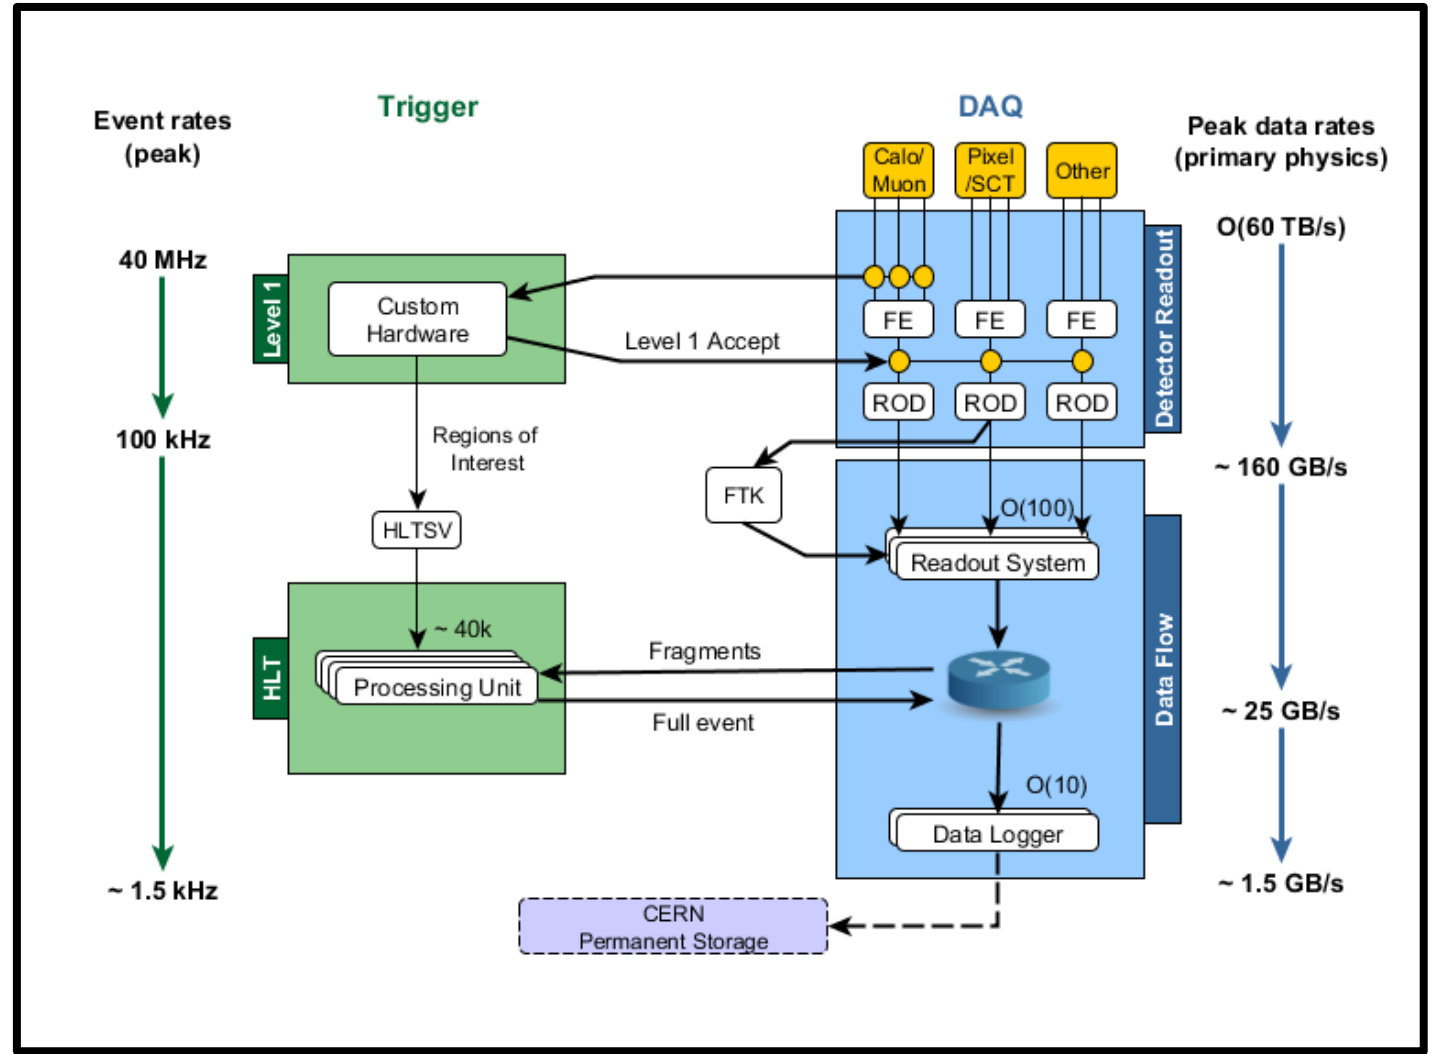 Trigger
DAQ
Event rates
(peak)
Peak data rates
(primary physics)
Calo/
Muon
Pixel
/SCT
Other
40 MHz
O(60 TB/s)
Level 1
Custom
Hardware
Level 1 Accept
FE
FE
FE
ROD
ROD
ROD
Detector Readout
100 kHz
Regions of
Interest
~ 160 GB/s
FTK
HLTSV
O(100)
Readout System
HLT
~ 40k
Processing Unit
Fragments
Full event
Data Flow
~ 25 GB/s
O(10)
Data Logger
~ 1.5 kHz
~ 1.5 GB/s
CERN
Permanent Storage